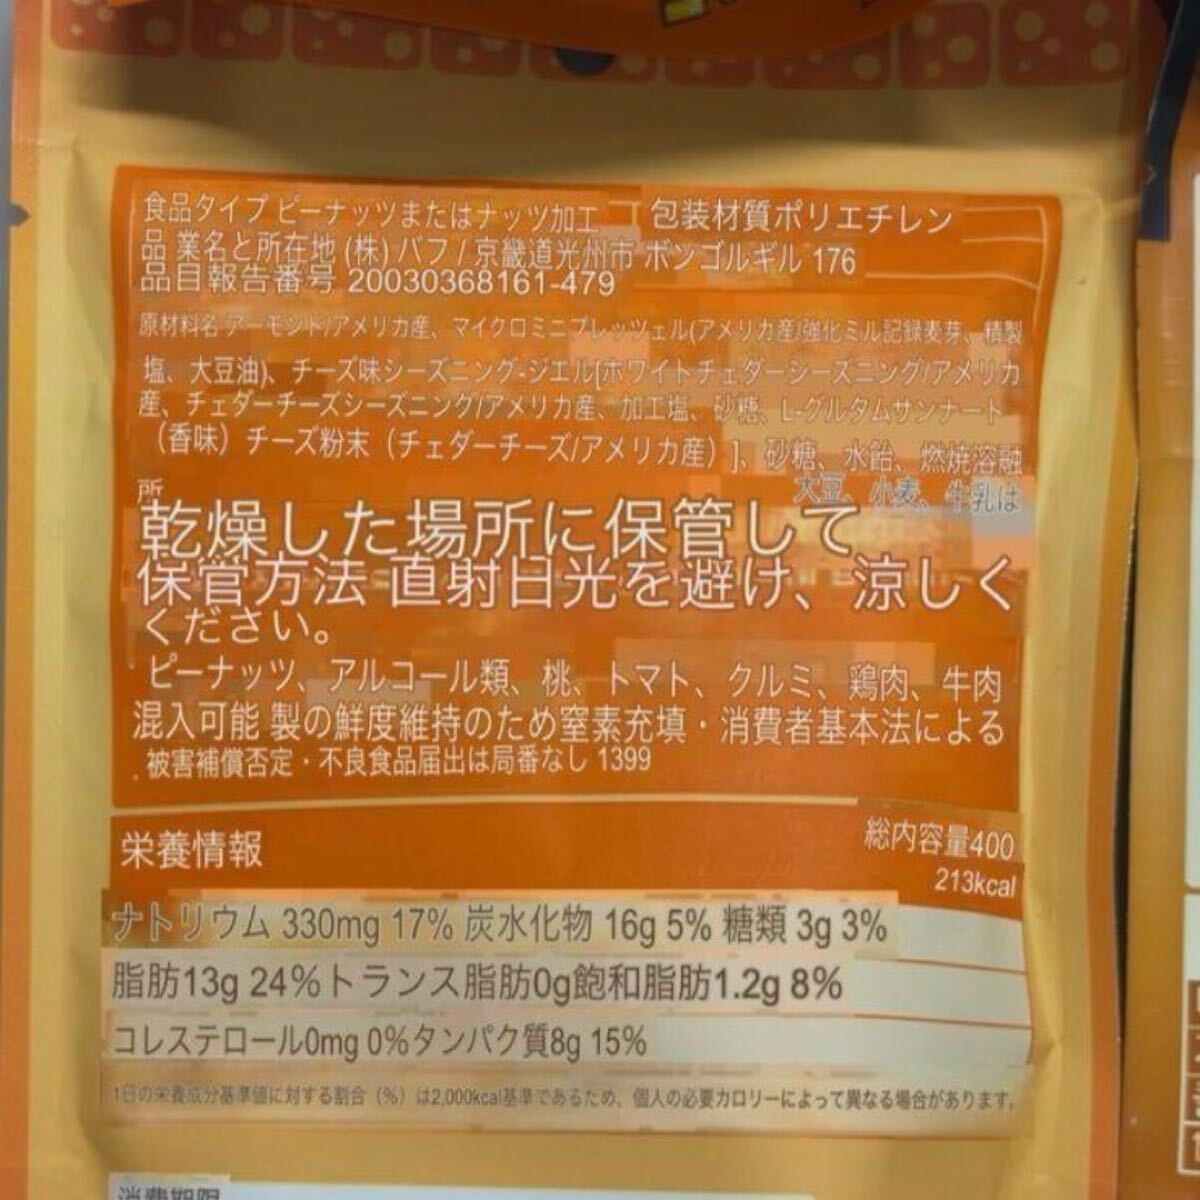 食品タイプ ピーナッツまたはナッツ加工 包装材質ポリエチレン
品 業名と所在地 (株) バフ / 京畿道光州市 ボンゴルギル 176
品目報告番号 20030368161-479
原材料名 アーモンド/アメリカ産、マイクロミニプレッツェル(アメリカ産/強化ミル記録麦芽、精製
塩、大豆油)、チーズ味シーズニング-ジエル[ホワイトチェダーシーズニング/アメリカ
産、チェダーチーズシーズニング/アメリカ産、加工塩、砂糖、L-グルタムサンナート
（香味）チーズ粉末（チェダーチーズ/アメリカ産）]、砂糖、水飴、燃焼溶融
所 大豆、小麦、牛乳は
乾燥した場所に保管して
保管方法 直射日光を避け、涼しく
ください。
ピーナッツ、アルコール類、桃、トマト、クルミ、鶏肉、牛肉
混入可能 製の鮮度維持のため窒素充填・消費者基本法による
被害補償否定・不良食品届出は局番なし 1399
栄養情報
総内容量400
213kcal
ナトリウム 330mg 17% 炭水化物 16g 5% 糖類 3g 3%
脂肪13g 24%トランス脂肪0g飽和脂肪1.2g 8%
コレステロール0mg 0%タンパク質8g 15%
1日の栄養成分基準値に対する割合（%）は2,000kcal基準であるため、個人の必要カロリーによって異なる場合があります。
消費期限